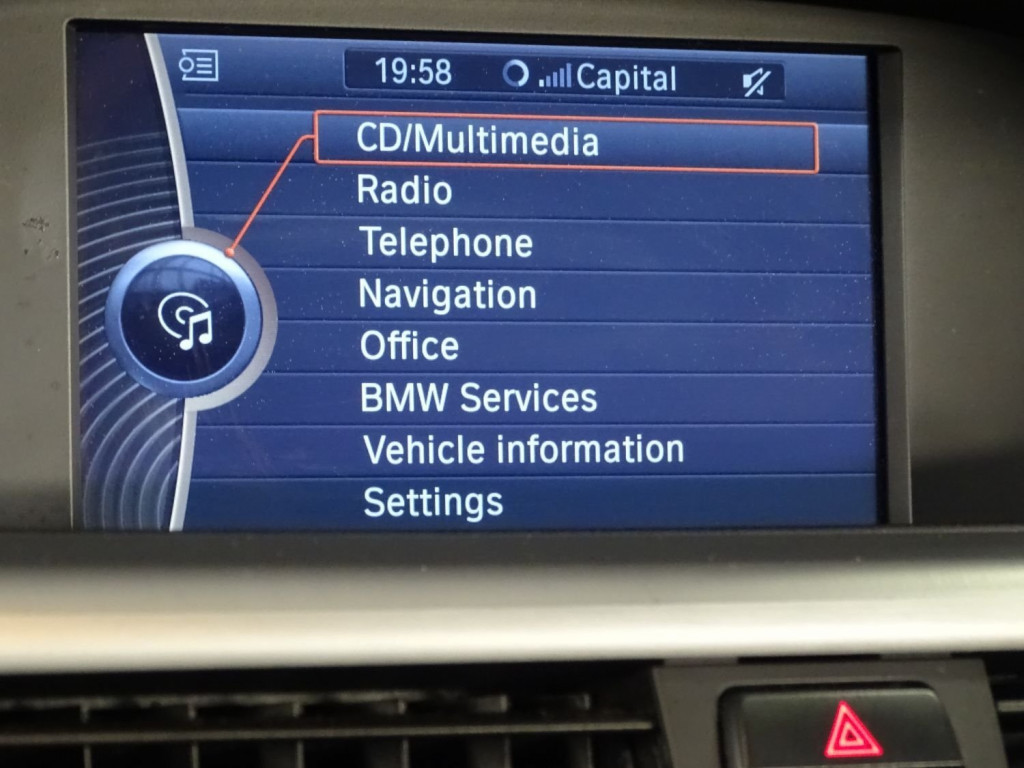 19:58 Capital
CD/Multimedia
Radio
Telephone
Navigation
Office
BMW Services
Vehicle information
Settings